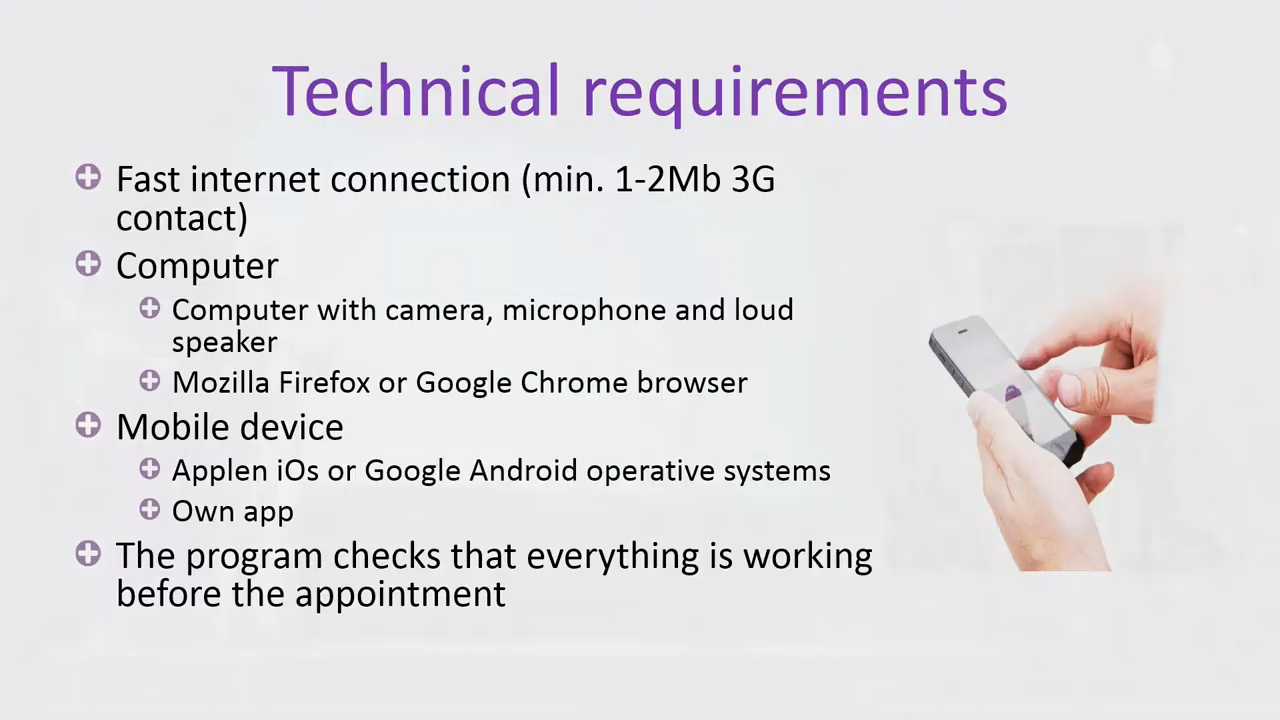 Technical requirements
Fast internet connection (min. 1-2Mb 3G
contact)
Computer
Computer with camera, microphone and loud
speaker
Mozilla Firefox or Google Chrome browser
Mobile device
Applen iOs or Google Android operative systems
Own app
The program checks that everything is working
before the appointment